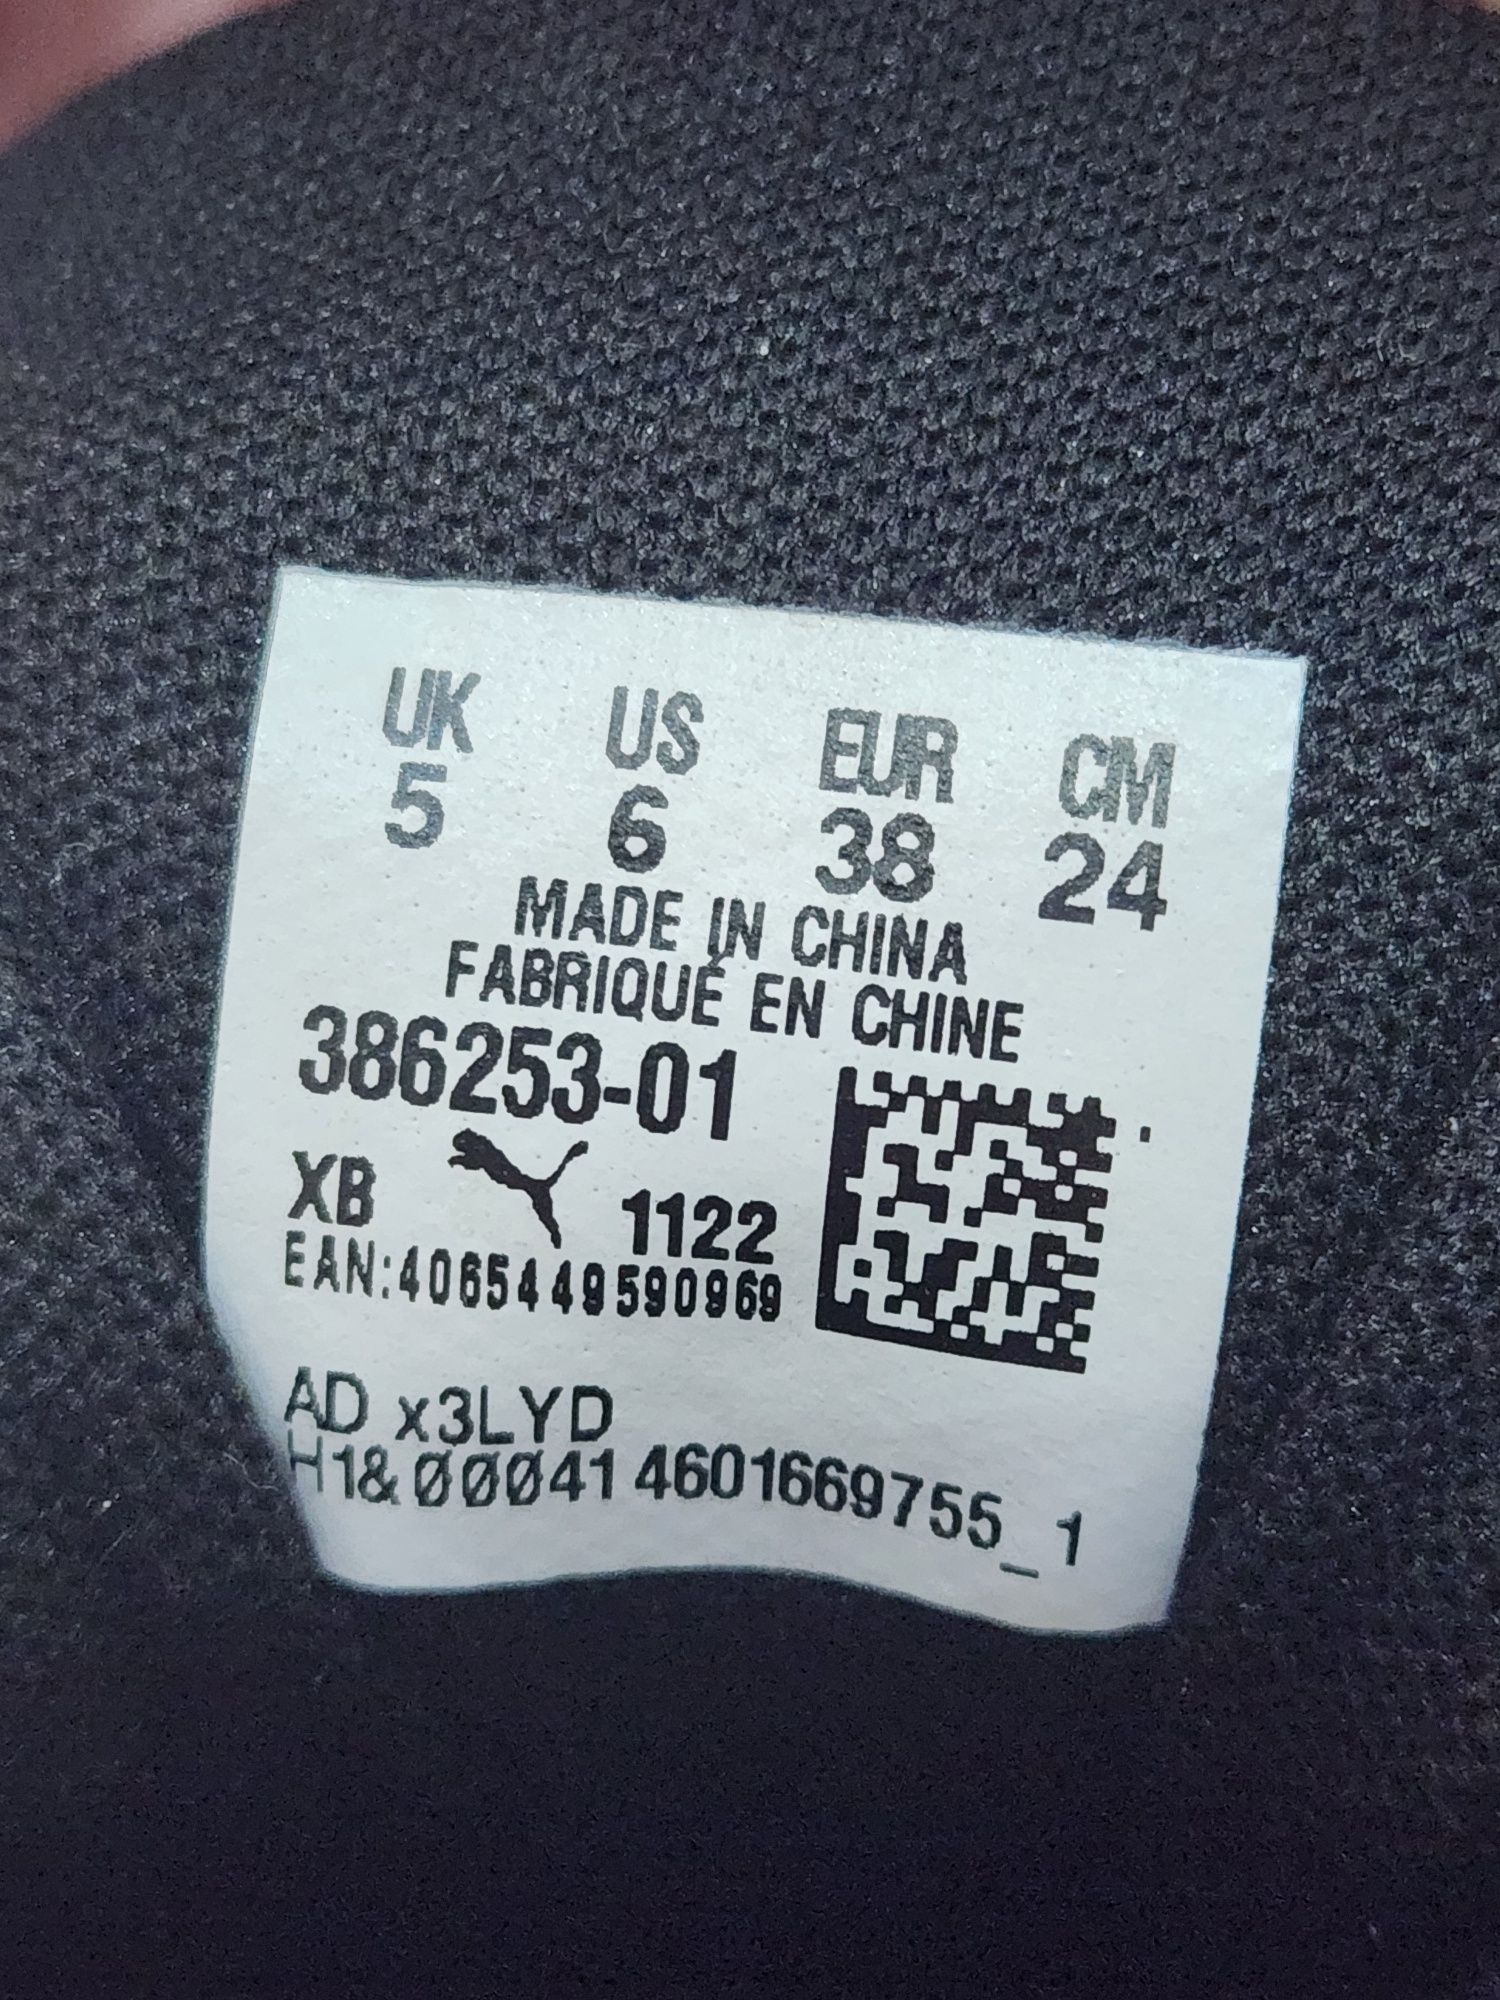 UK US EUR CM
5 6 38 24
MADE IN CHINA
FABRIQUÉ EN CHINE
386253-01
XB 1122
EAN:4065449590969
AD x3LYD
H1&ØØØ41 4601669755_1